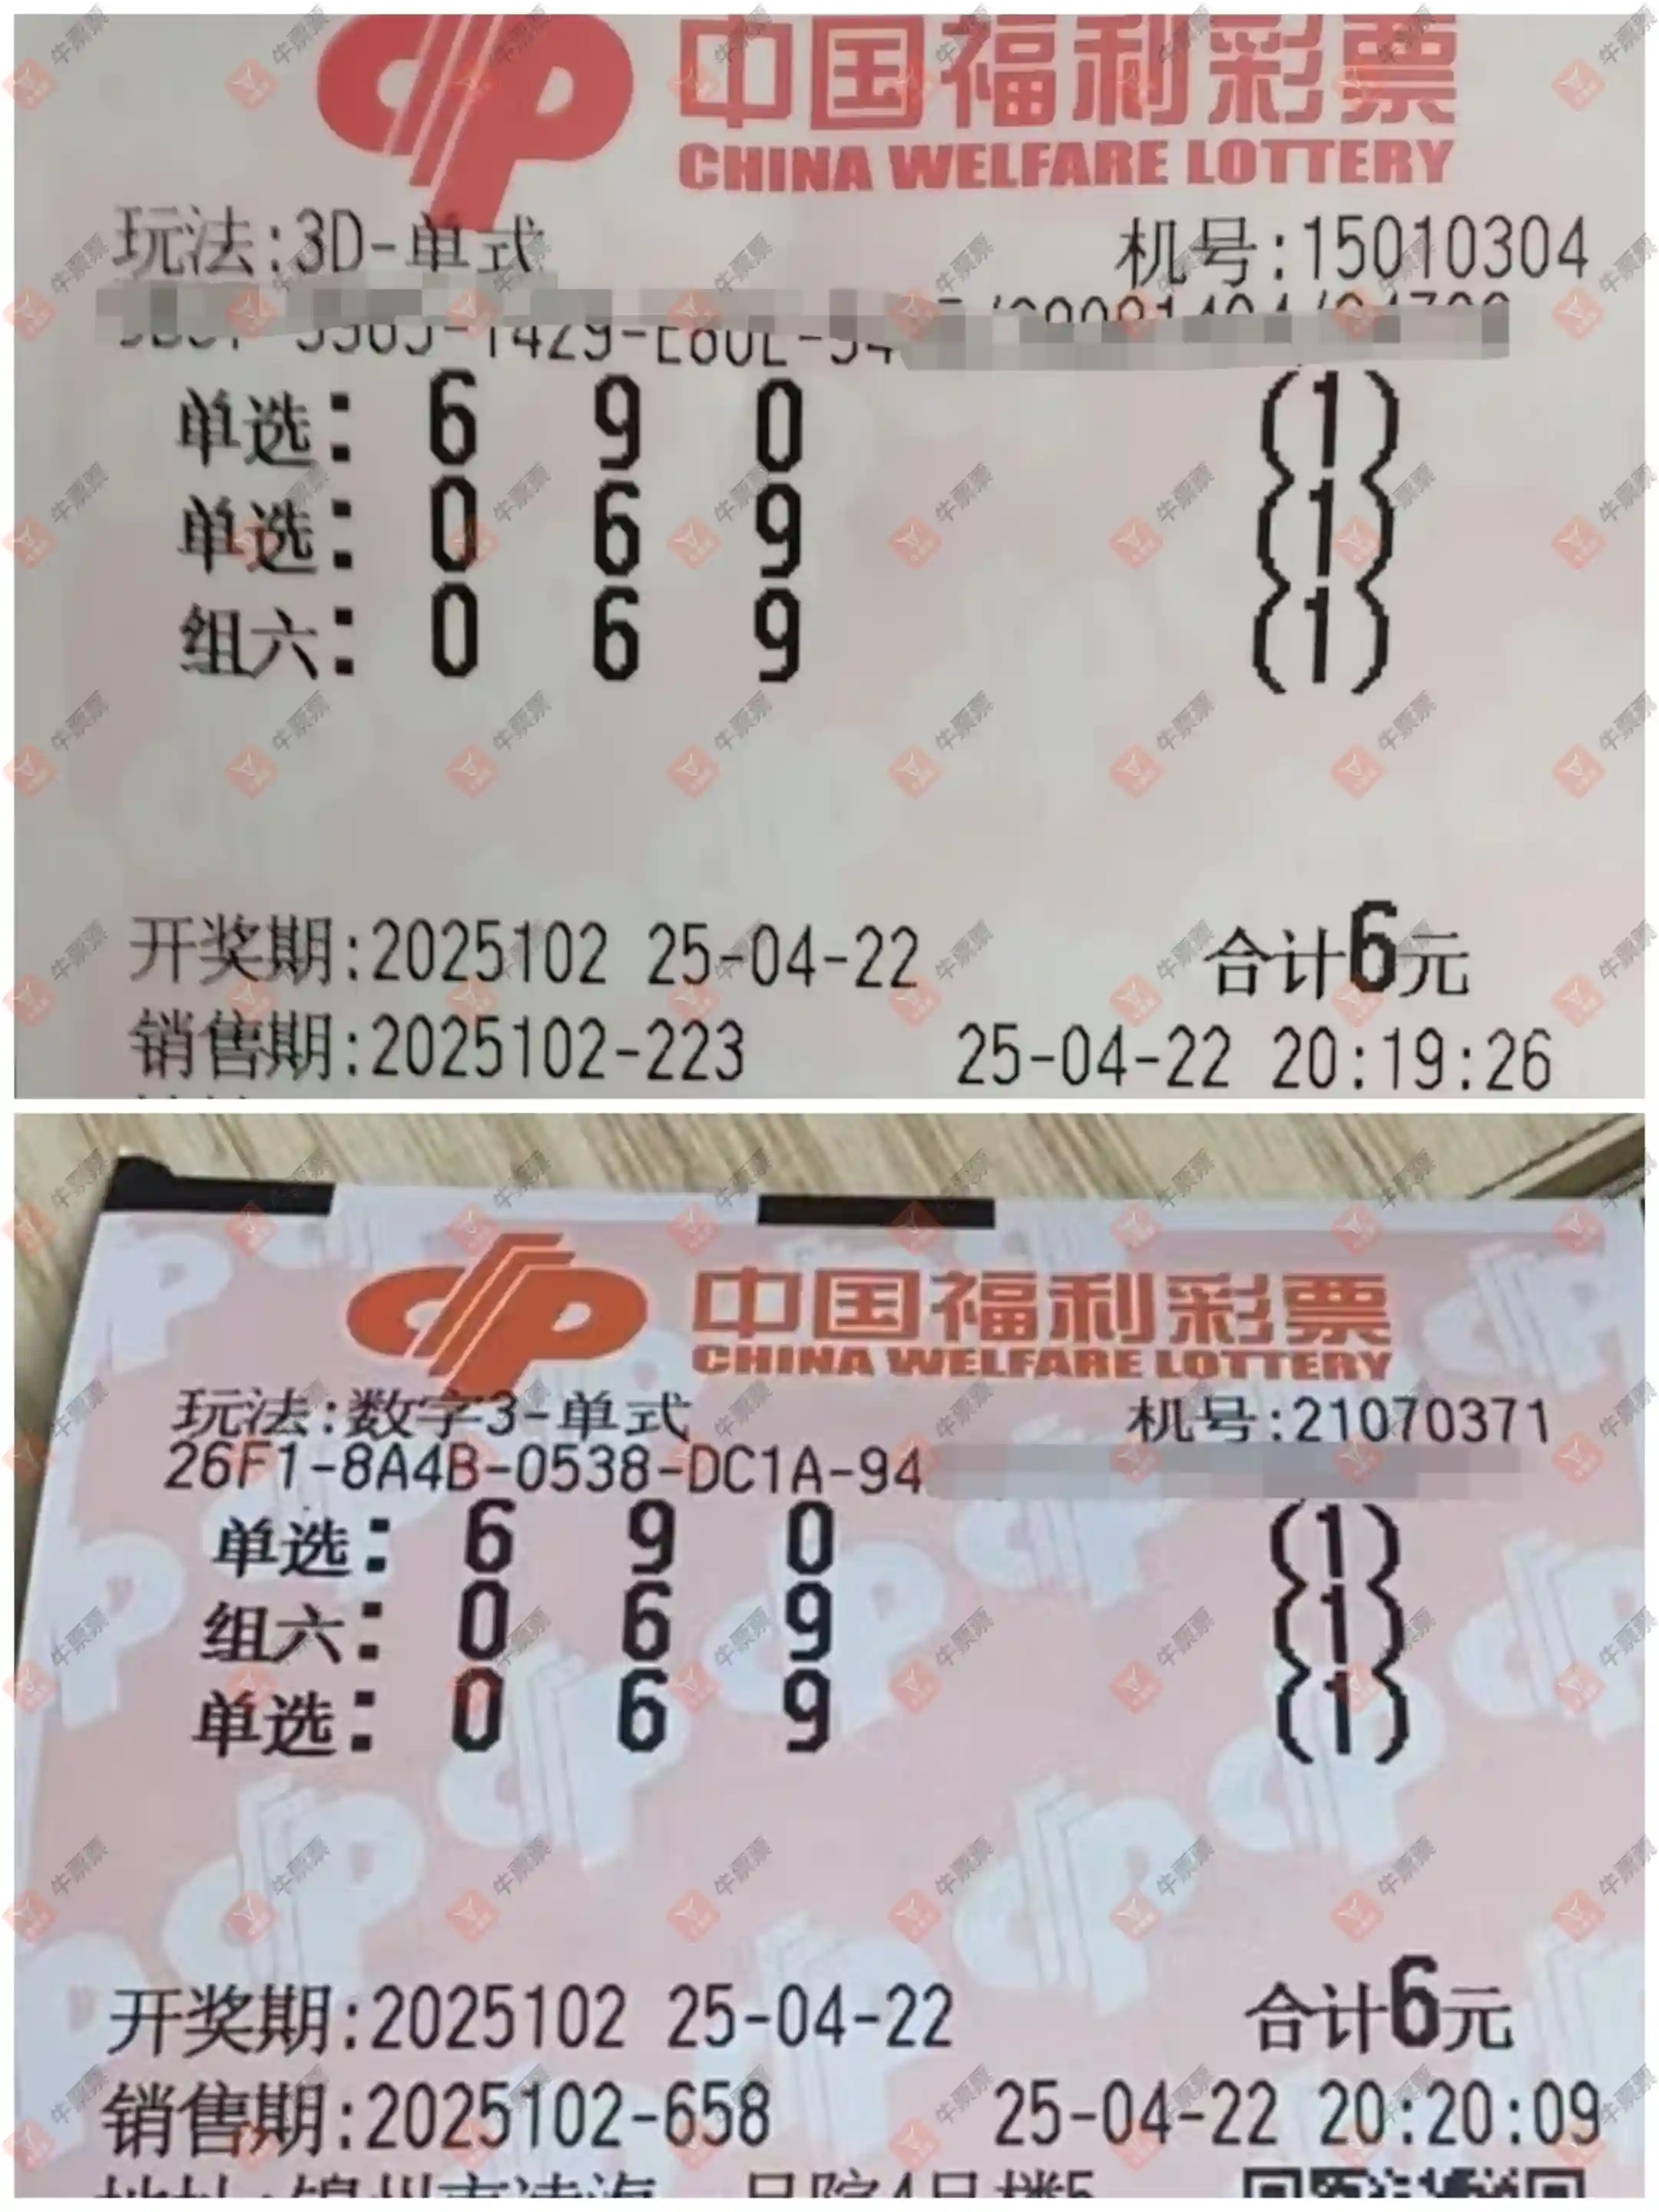 中国福利彩票
CHINA WELFARE LOTTERY
玩法:3D-单式 机号:15010304
单选: 6 9 0 (1)
单选: 0 6 9 (1)
组六: 0 6 9 (1)
开奖期:2025102 25-04-22 合计6元
销售期:2025102-223 25-04-22 20:19:26
中国福利彩票
CHINA WELFARE LOTTERY
玩法:数字3-单式 机号:21070371
26F1-8A4B-0538-DC1A-94
单选: 6 9 0 (1)
组六: 0 6 9 (1)
单选: 0 6 9 (1)
开奖期:2025102 25-04-22 合计6元
销售期:2025102-658 25-04-22 20:20:09
牛票票